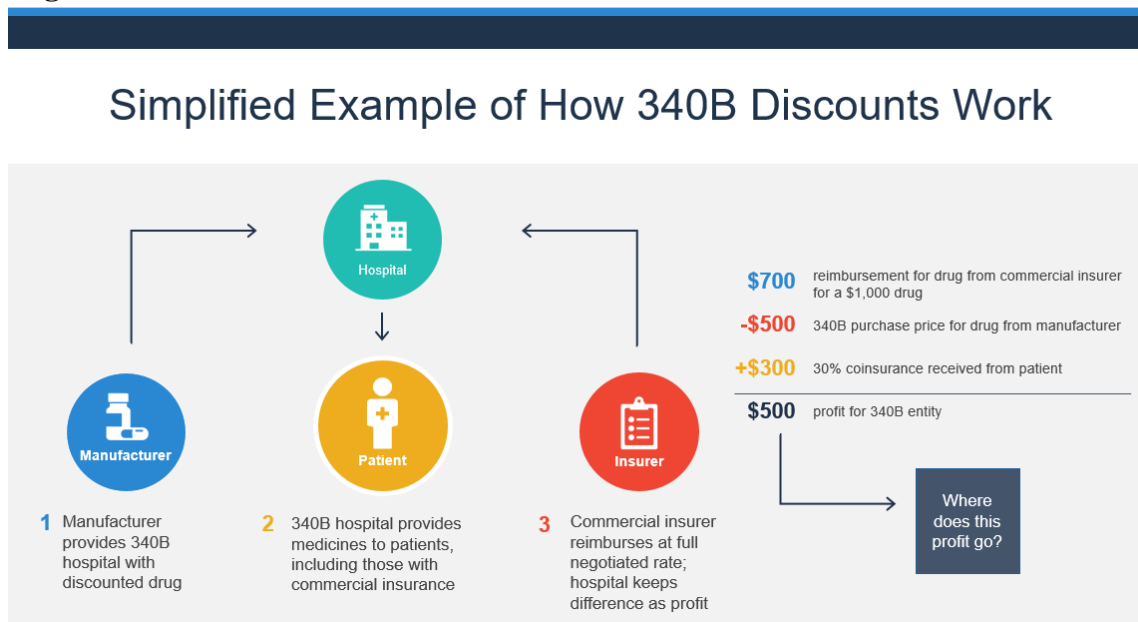 Simplified Example of How 340B Discounts Work
Hospital
Manufacturer
Patient
Insurer
1 Manufacturer
provides 340B
hospital with
discounted drug
2 340B hospital provides
medicines to patients,
including those with
commercial insurance
3 Commercial insurer
reimburses at full
negotiated rate;
hospital keeps
difference as profit
$700 reimbursement for drug from commercial insurer
for a $1,000 drug
-$500 340B purchase price for drug from manufacturer
+$300 30% coinsurance received from patient
$500 profit for 340B entity
Where
does this
profit go?